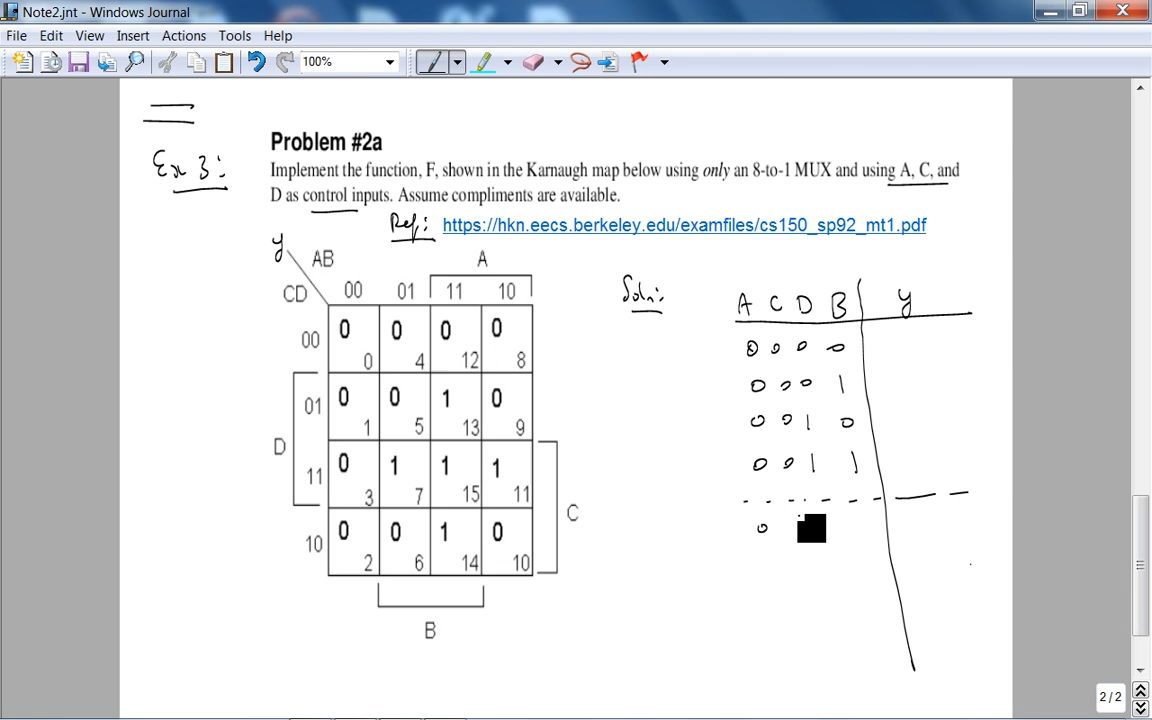 Note2.jnt - Windows Journal
File Edit View Insert Actions Tools Help
100%
Problem #2a
Ex 3:
Implement the function, F, shown in the Karnaugh map below using only an 8-to-1 MUX and using A, C, and
D as control inputs. Assume compliments are available.
Ref: https://hkn.eecs.berkeley.edu/examfiles/cs150_sp92_mt1.pdf
y
AB
A
CD
00 01 11 10
00 0 0 0 0
0 4 12 8
01 0 0 1 0
1 5 13 9
D
11 0 1 1 1
3 7 15 11
C
10 0 0 1 0
2 6 14 10
B
Soln:
A C D B y
0 0 0 0
0 0 0 1
0 0 1 0
0 0 1 1
0
2 / 2